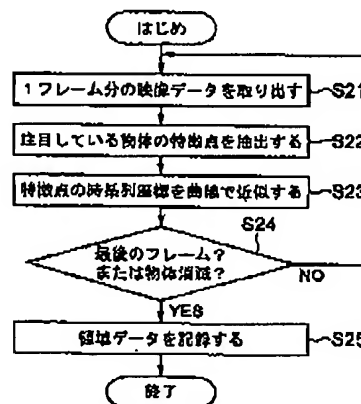 はじめ
1フレーム分の映像データを取り出す
S21
注目している物体の特徴点を抽出する
S22
特徴点の時系列座標を曲線で近似する
S23
S24
最後のフレーム?
または物体消滅?
NO
YES
領域データを記録する
S25
終了